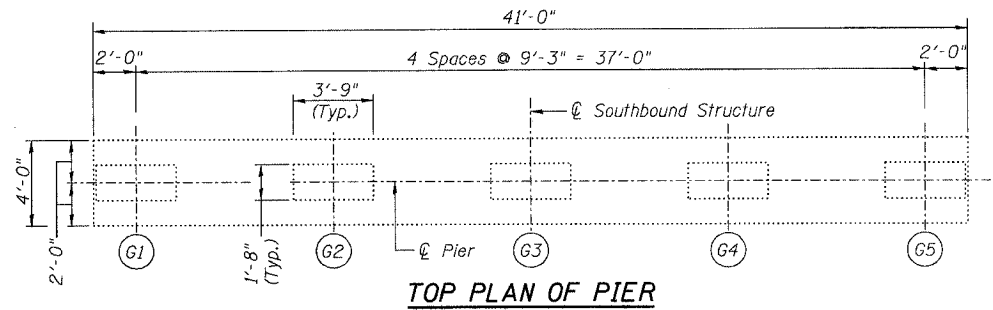 41'-0"
2'-0"
4 Spaces @ 9'-3" = 37'-0"
2'-0"
3'-9"
(Typ.)
℄ Southbound Structure
4'-0"
2'-0"
1'-8"
(Typ.)
℄ Pier
G1
G2
G3
G4
G5
TOP PLAN OF PIER